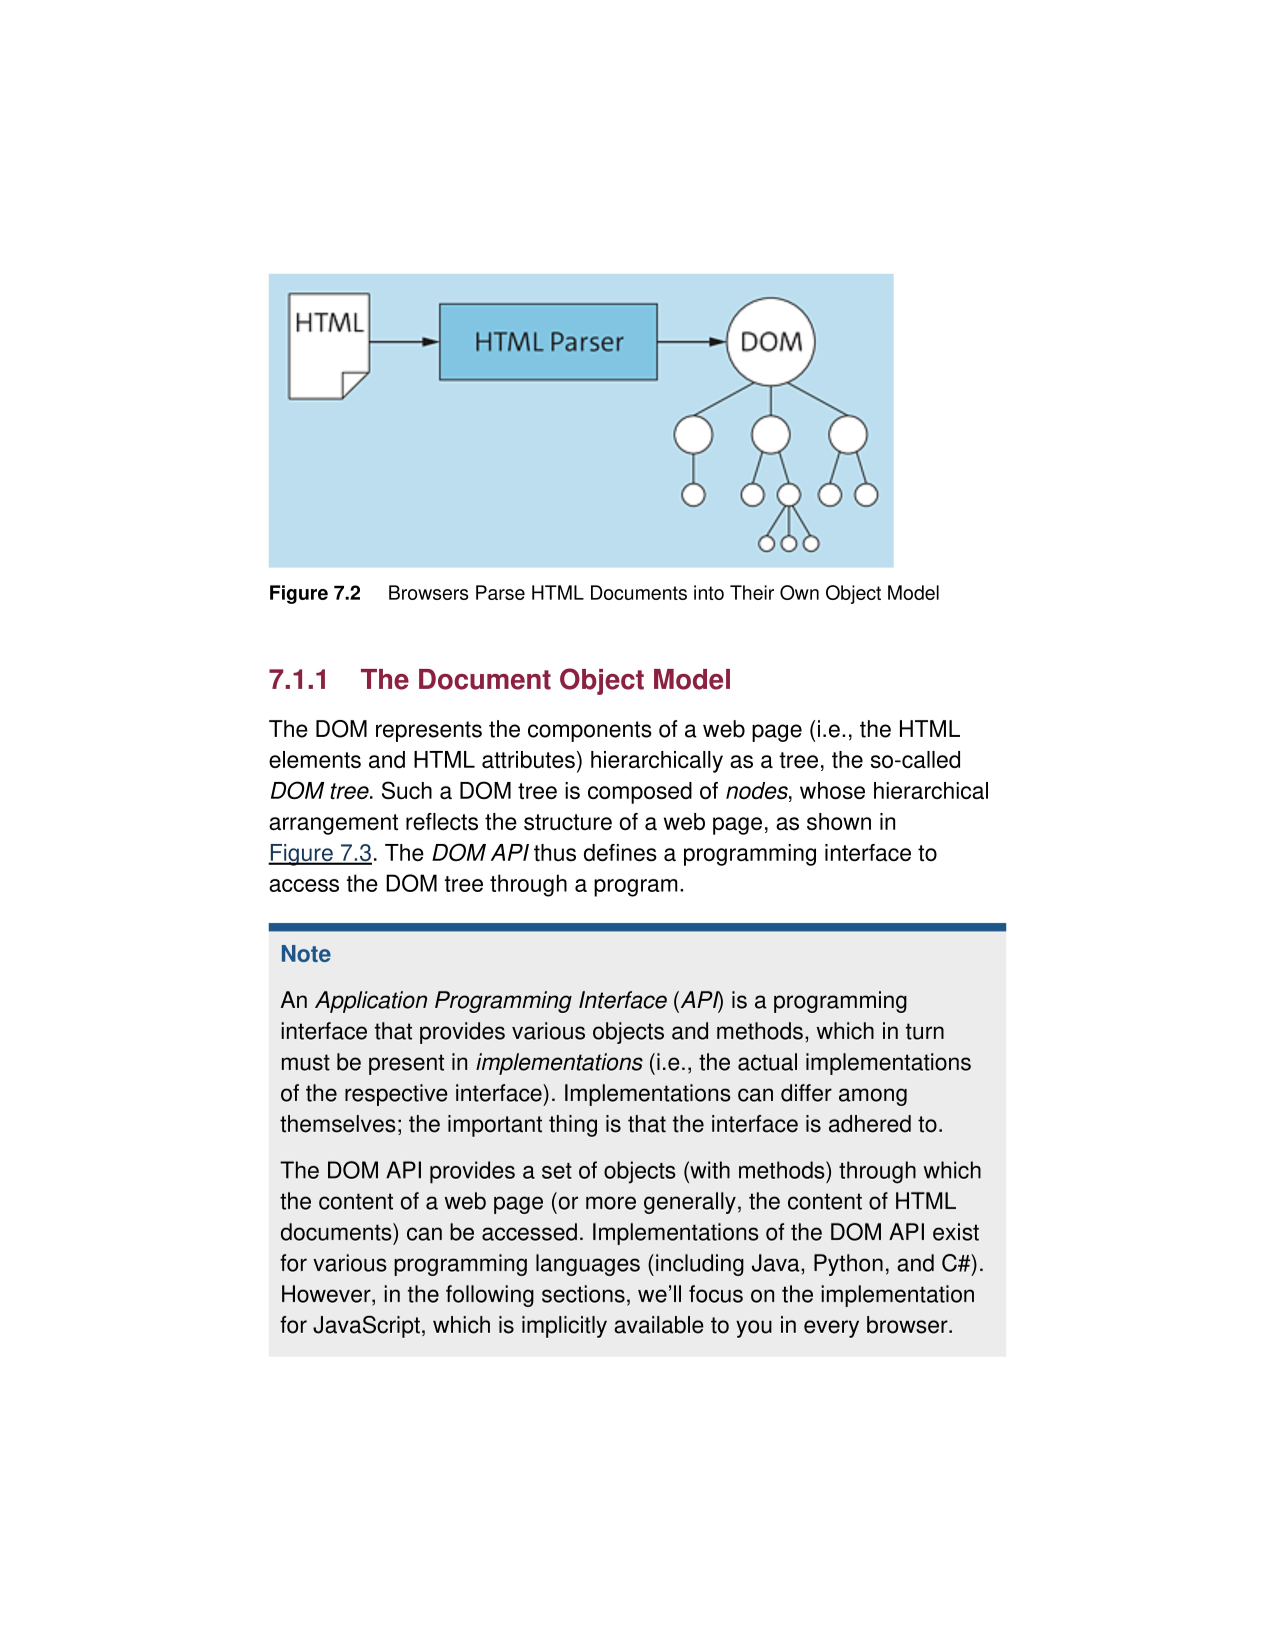 HTML
HTML Parser
DOM
Figure 7.2 Browsers Parse HTML Documents into Their Own Object Model
7.1.1 The Document Object Model
The DOM represents the components of a web page (i.e., the HTML
elements and HTML attributes) hierarchically as a tree, the so-called
DOM tree. Such a DOM tree is composed of nodes, whose hierarchical
arrangement reflects the structure of a web page, as shown in
Figure 7.3. The DOM API thus defines a programming interface to
access the DOM tree through a program.
Note
An Application Programming Interface (API) is a programming
interface that provides various objects and methods, which in turn
must be present in implementations (i.e., the actual implementations
of the respective interface). Implementations can differ among
themselves; the important thing is that the interface is adhered to.
The DOM API provides a set of objects (with methods) through which
the content of a web page (or more generally, the content of HTML
documents) can be accessed. Implementations of the DOM API exist
for various programming languages (including Java, Python, and C#).
However, in the following sections, we’ll focus on the implementation
for JavaScript, which is implicitly available to you in every browser.